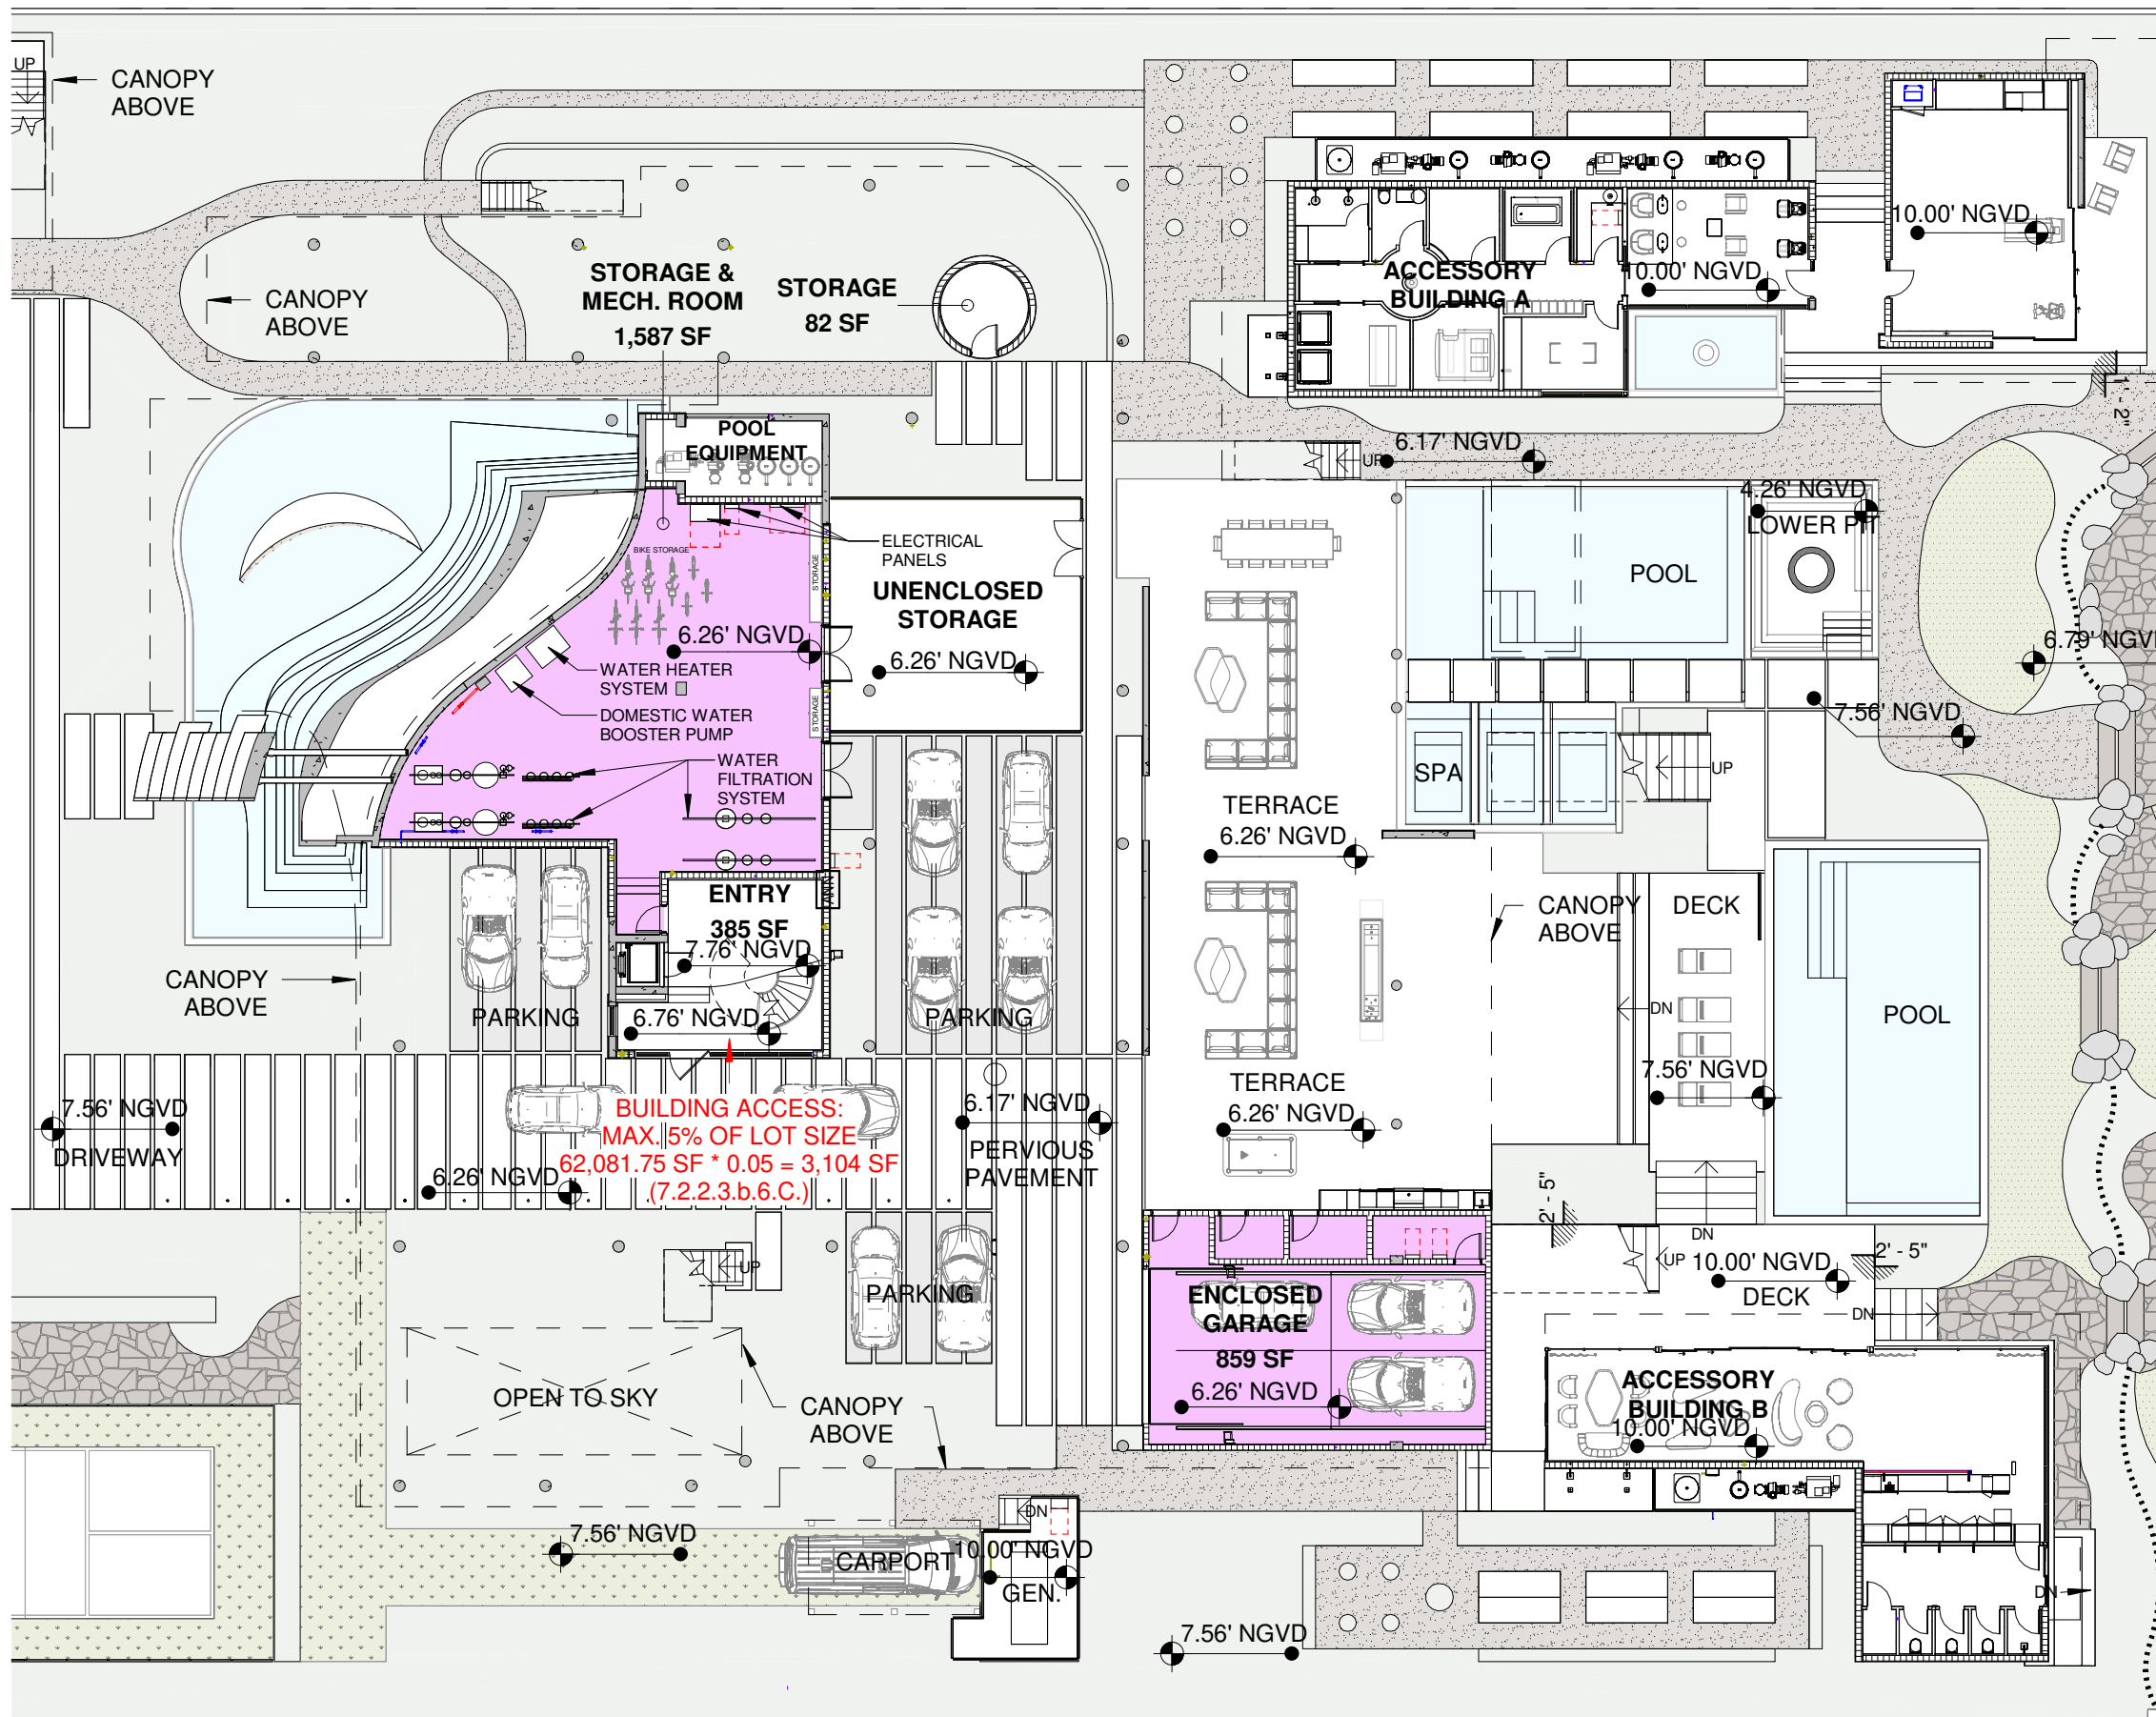 UP
CANOPY
ABOVE
CANOPY
ABOVE
STORAGE &
MECH. ROOM
1,587 SF
STORAGE
82 SF
ACCESSORY
BUILDING A
10.00' NGVD
10.00' NGVD
1' - 2"
POOL
EQUIPMENT
UP
6.17' NGVD
4.26' NGVD
LOWER PIT
POOL
ELECTRICAL
PANELS
BIKE STORAGE
STORAGE
UNENCLOSED
STORAGE
6.26' NGVD
6.26' NGVD
6.79' NGV
WATER HEATER
SYSTEM
DOMESTIC WATER
BOOSTER PUMP
STORAGE
WATER
FILTRATION
SYSTEM
7.56' NGVD
SPA
UP
TERRACE
6.26' NGVD
ENTRY
385 SF
7.76' NGVD
CANOPY
ABOVE
DECK
CANOPY
ABOVE
PARKING
6.76' NGVD
PARKING
DN
POOL
7.56' NGVD
TERRACE
6.26' NGVD
7.56' NGVD
DRIVEWAY
BUILDING ACCESS:
MAX. 5% OF LOT SIZE
62,081.75 SF * 0.05 = 3,104 SF
(7.2.2.3.b.6.C.)
6.17' NGVD
PERVIOUS
PAVEMENT
6.26' NGVD
2' - 5"
DN
UP
10.00' NGVD
DECK
2' - 5"
DN
UP
PARKING
ENCLOSED
GARAGE
859 SF
6.26' NGVD
OPEN TO SKY
CANOPY
ABOVE
ACCESSORY
BUILDING B
10.00' NGVD
DN
7.56' NGVD
CARPORT
10.00' NGVD
GEN.
DN
7.56' NGVD